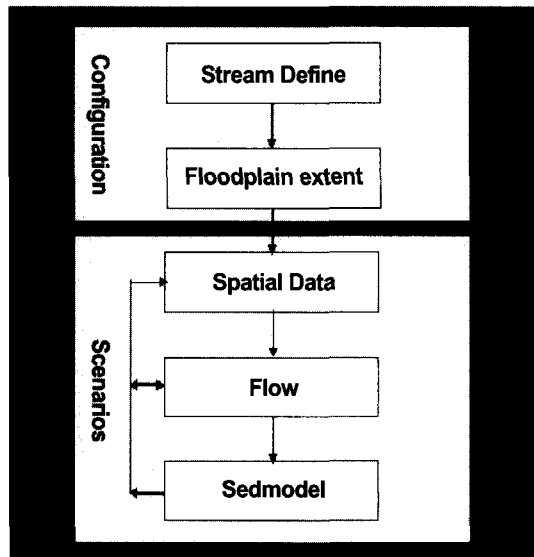 Configuration
Stream Define
Floodplain extent
Scenarios
Spatial Data
Flow
Sedmodel